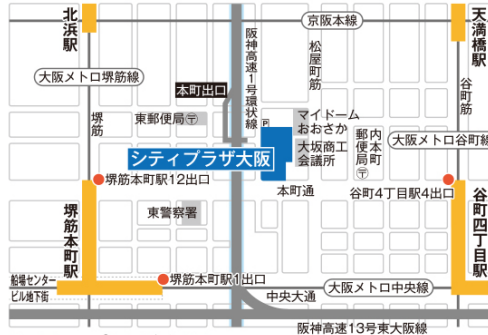 北浜駅
京阪本線
天満橋駅
阪神高速1号環状線
松屋町筋
大阪メトロ堺筋線
谷町筋
本町出口
堺筋
東郵便局〒
P
マイドーム
おおさか
大坂商工
会議所
内本町
郵便局〒
大阪メトロ谷町線
シティプラザ大阪
堺筋本町駅12出口
本町通
谷町4丁目駅4出口
堺筋本町駅
東警察署
谷町四丁目駅
船場センター
ビル地下街
堺筋本町駅1出口
大阪メトロ中央線
中央大通
阪神高速13号東大阪線